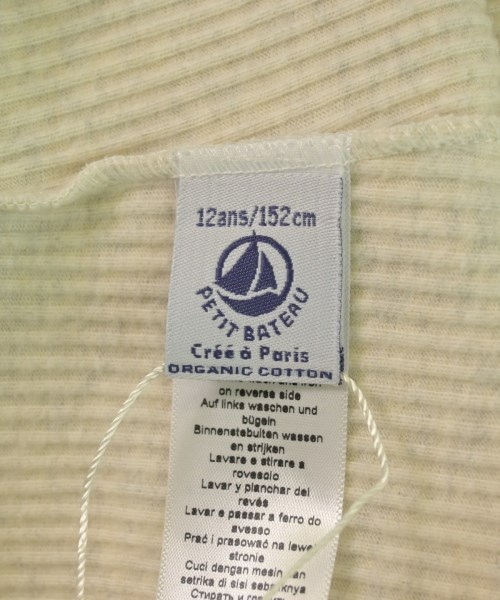 12ans/152cm
PETIT BATEAU
Créé à Paris
ORGANIC COTTON
on reverse side
Auf links waschen und
bügeln
Binnenstebuiten wassen
en strijken
Lavare e stirare a
rovescio
Lavar y planchar del
revés
Lavar e passar a ferro do
avesso
Prać i prasować na lewej
stronie
Cuci dengan mesin dan
setrika di sisi sebaliknya
Стирать и